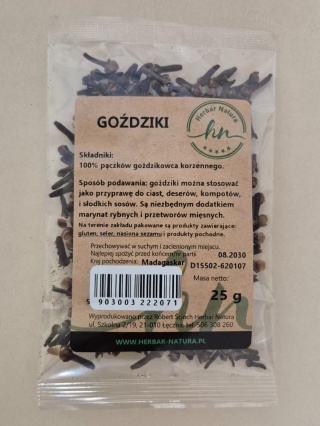 GOŹDZIKI
Herbar Natura
hn
Składniki:
100% pączków goździkowca korzennego.
Sposób podawania: goździki można stosować
jako przyprawę do ciast, deserów, kompotów,
i słodkich sosów. Są niezbędnym dodatkiem
marynat rybnych i przetworów mięsnych.
Na terenie zakładu pakowane są produkty zawierające:
gluten, seler, nasiona sezamu i produkty pochodne.
Przechowywać w suchym i zacienionym miejscu.
Najlepiej spożyć przed końcem/nr partii 08.2030
Kraj pochodzenia: Madagaskar D15502-620107
Masa netto:
25 g
5 903003 222071
Wyprodukowano przez Robert Herbar-Natura
ul. Szkolna 2/19, 21-010 Łęczna, tel. 506 308 260
WWW.HERBAR-NATURA.PL